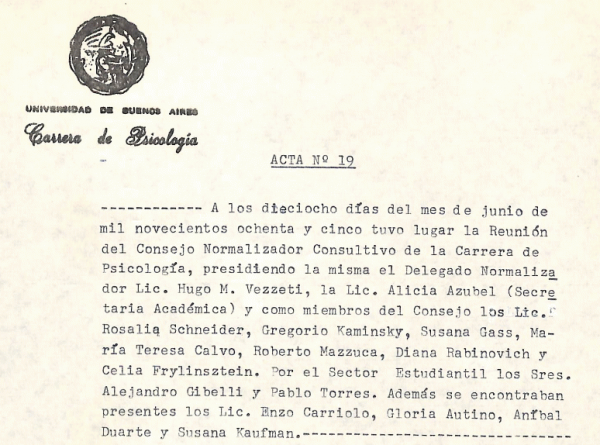 UNIVERSIDAD DE BUENOS AIRES
Carrera de Psicología
ACTA Nº 19
------------ A los dieciocho días del mes de junio de
mil novecientos ochenta y cinco tuvo lugar la Reunión
del Consejo Normalizador Consultivo de la Carrera de
Psicología, presidiendo la misma el Delegado Normaliza
dor Lic. Hugo M. Vezzeti, la Lic. Alicia Azubel (Secre
taria Académica) y como miembros del Consejo los Lic.
Rosalia Schneider, Gregorio Kaminsky, Susana Gass, Ma-
ría Teresa Calvo, Roberto Mazzuca, Diana Rabinovich y
Celia Frylinsztein. Por el Sector Estudiantil los Sres.
Alejandro Gibelli y Pablo Torres. Además se encontraban
presentes los Lic. Enzo Carriolo, Gloria Autino, Aníbal
Duarte y Susana Kaufman.--------------------------------